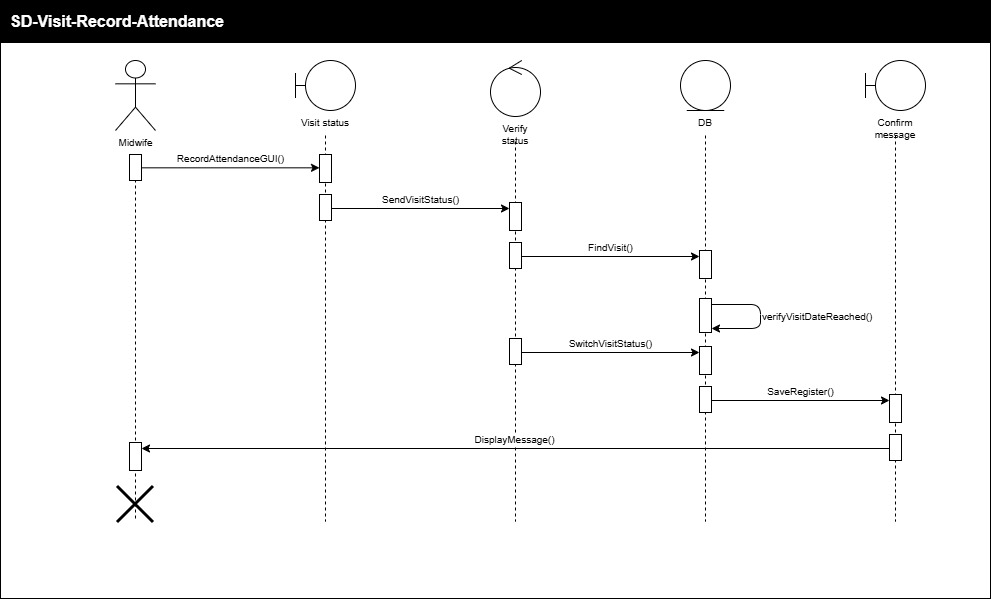 SD-Visit-Record-Attendance
Midwife
Visit status
Verify
status
DB
Confirm
message
RecordAttendanceGUI()
SendVisitStatus()
FindVisit()
verifyVisitDateReached()
SwitchVisitStatus()
SaveRegister()
DisplayMessage()